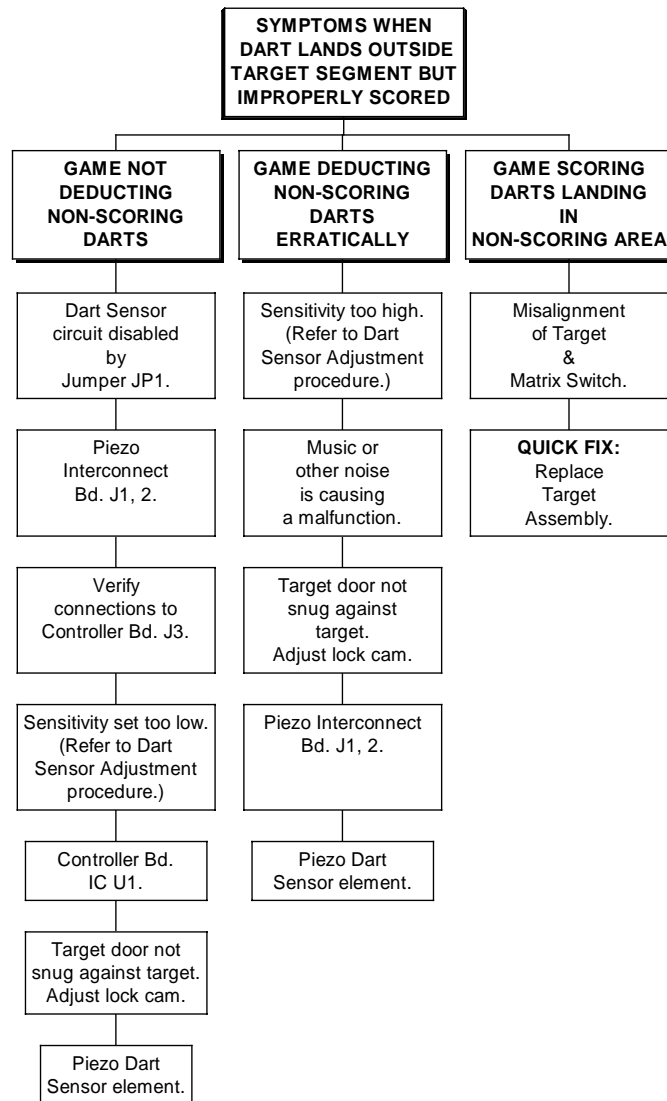 SYMPTOMS WHEN
DART LANDS OUTSIDE
TARGET SEGMENT BUT
IMPROPERLY SCORED
GAME NOT
DEDUCTING
NON-SCORING
DARTS
Dart Sensor
circuit disabled
by
Jumper JP1.
Piezo
Interconnect
Bd. J1, 2.
Verify
connections to
Controller Bd. J3.
Sensitivity set too low.
(Refer to Dart
Sensor Adjustment
procedure.)
Controller Bd.
IC U1.
Target door not
snug against target.
Adjust lock cam.
Piezo Dart
Sensor element.
GAME DEDUCTING
NON-SCORING
DARTS
ERRATICALLY
Sensitivity too high.
(Refer to Dart
Sensor Adjustment
procedure.)
Music or
other noise
is causing
a malfunction.
Target door not
snug against
target.
Adjust lock cam.
Piezo Interconnect
Bd. J1, 2.
Piezo Dart
Sensor element.
GAME SCORING
DARTS LANDING
IN
NON-SCORING AREA
Misalignment
of Target
&
Matrix Switch.
QUICK FIX:
Replace
Target
Assembly.